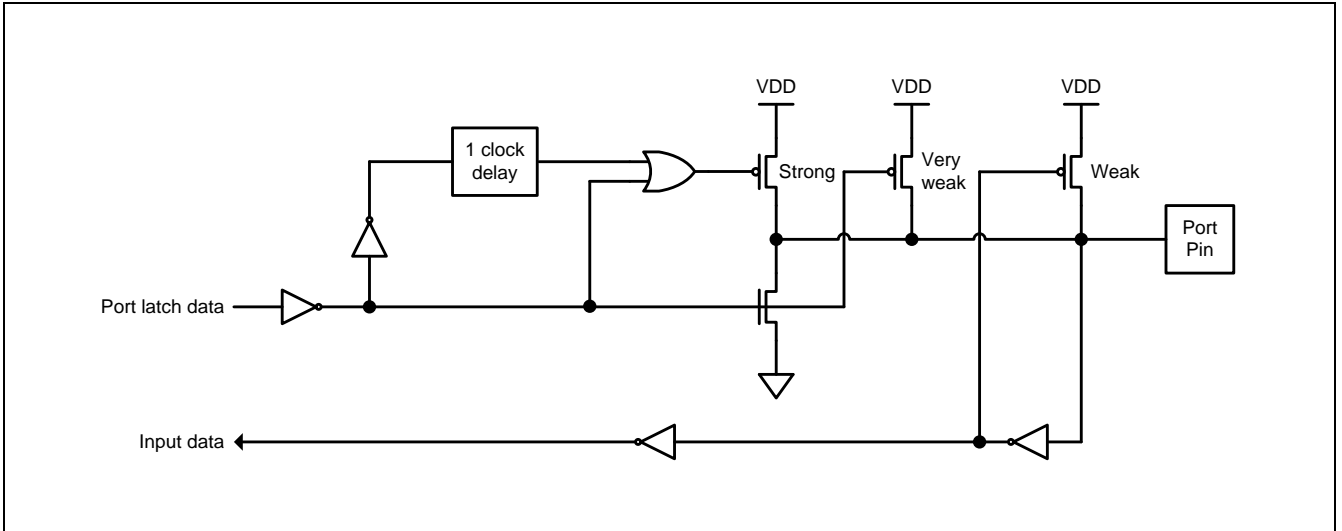 VDD
VDD
VDD
1 clock
delay
Strong
Very
weak
Weak
Port
Pin
Port latch data
Input data